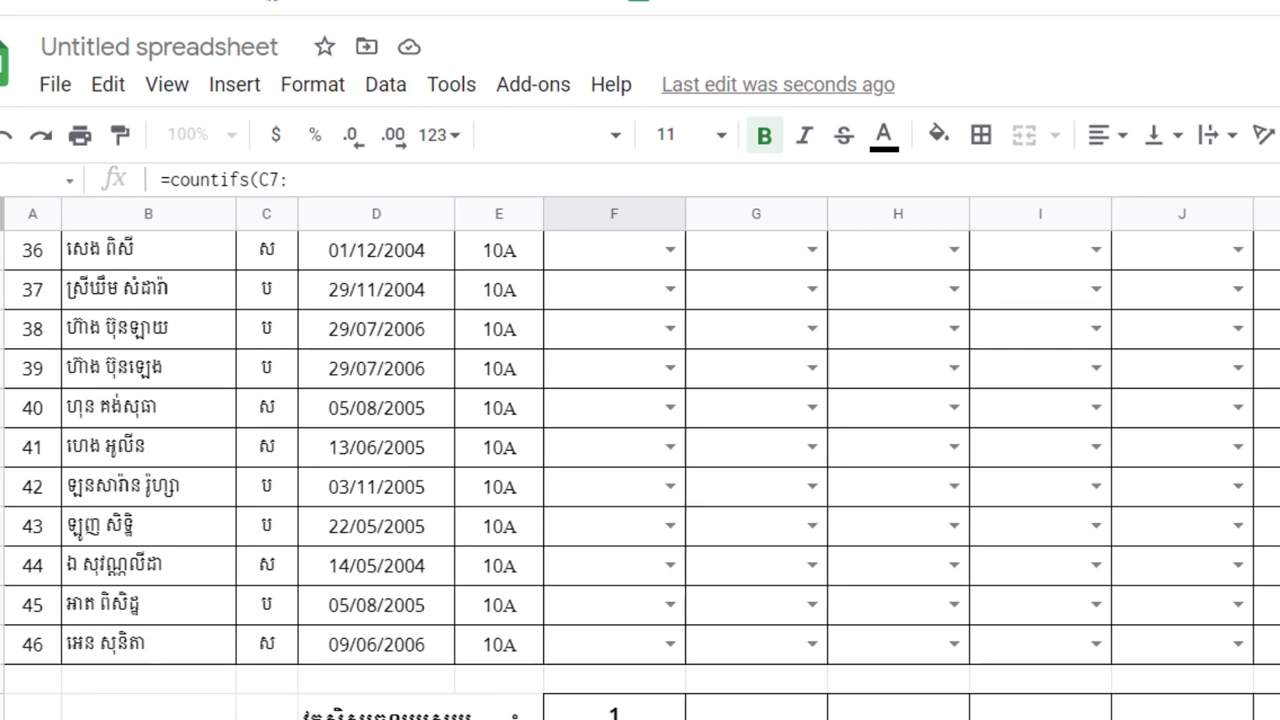 Untitled spreadsheet
File Edit View Insert Format Data Tools Add-ons Help Last edit was seconds ago
100% $ % .0 .00 123 11 B I S A
fx =countifs(C7:
A B C D E F G H I J
36 សេង ពិសី ស 01/12/2004 10A
37 ស្រីឃឹម សំដារ៉ា ប 29/11/2004 10A
38 ហ៊ាង ប៊ុនឡាយ ប 29/07/2006 10A
39 ហ៊ាង ប៊ុនឡេង ប 29/07/2006 10A
40 ហុន គង់សុធា ស 05/08/2005 10A
41 ហេង អូលីន ស 13/06/2005 10A
42 ឡនសារ៉ាន រ៉ូហ្សា ប 03/11/2005 10A
43 ឡូញ សិទ្ធិ ប 22/05/2005 10A
44 ឯ សុវណ្ណលីដា ស 14/05/2004 10A
45 អាត ពិសិដ្ឋ ប 05/08/2005 10A
46 អេន សុនិតា ស 09/06/2006 10A
1